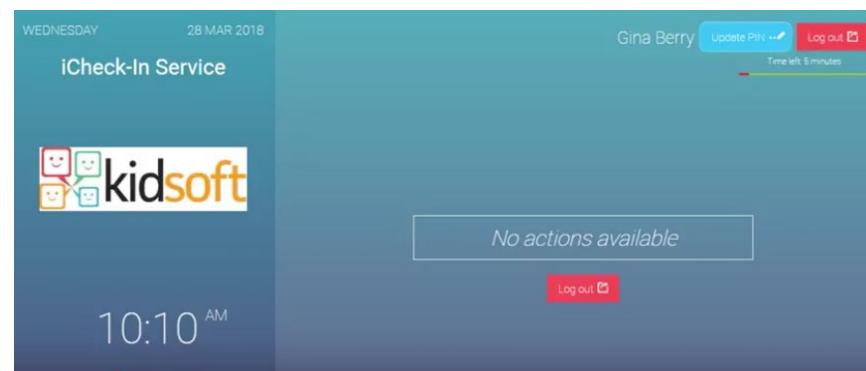 WEDNESDAY 28 MAR 2018
iCheck-In Service
kidsoft
10:10 AM
Gina Berry Update PIN Log out
Time left: 5 minutes
No actions available
Log out